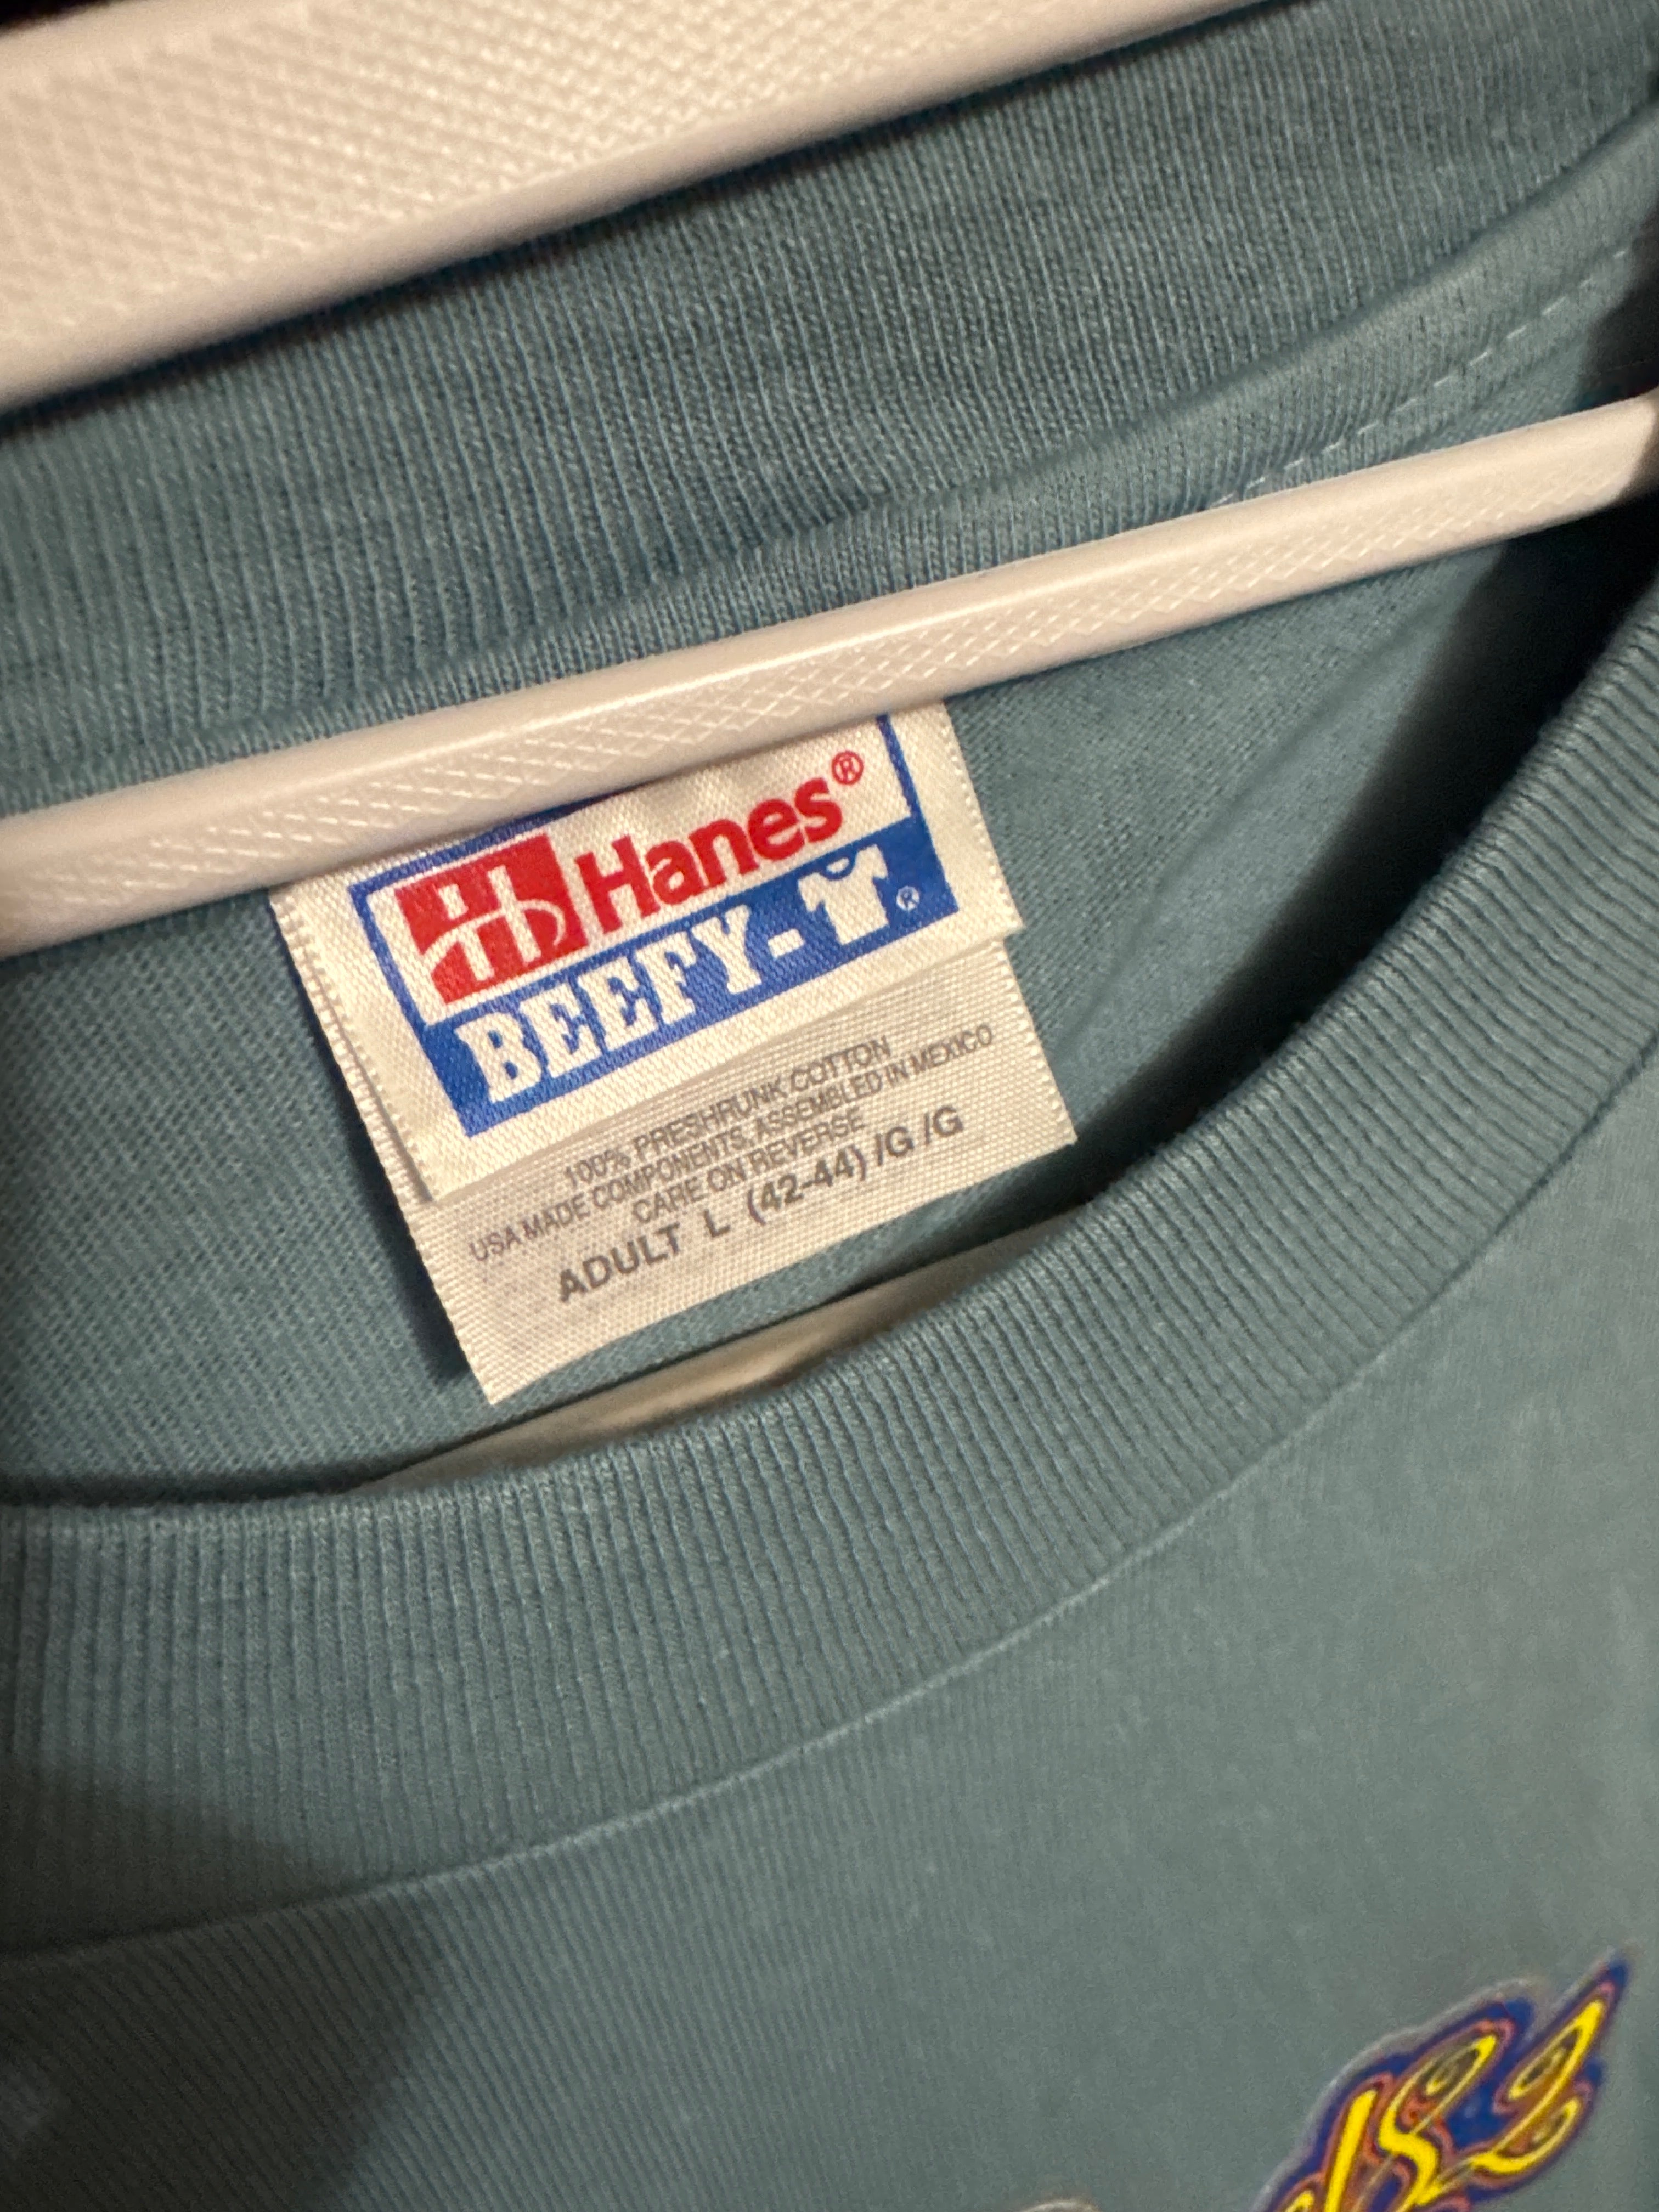 Hanes®
BEEFY-T®
100% PRESHRUNK COTTON
USA MADE COMPONENTS, ASSEMBLED IN MEXICO
CARE ON REVERSE
ADULT L (42-44) /G /G